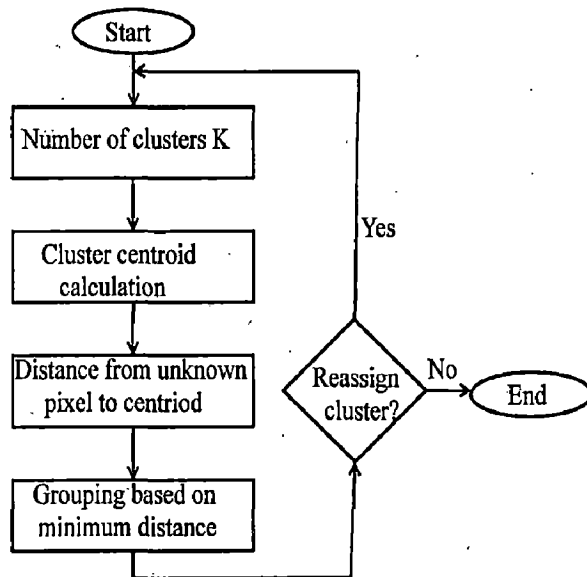 Start
Number of clusters K
Cluster centroid
calculation
Distance from unknown
pixel to centriod
Grouping based on
minimum distance
Reassign
cluster?
Yes
No
End